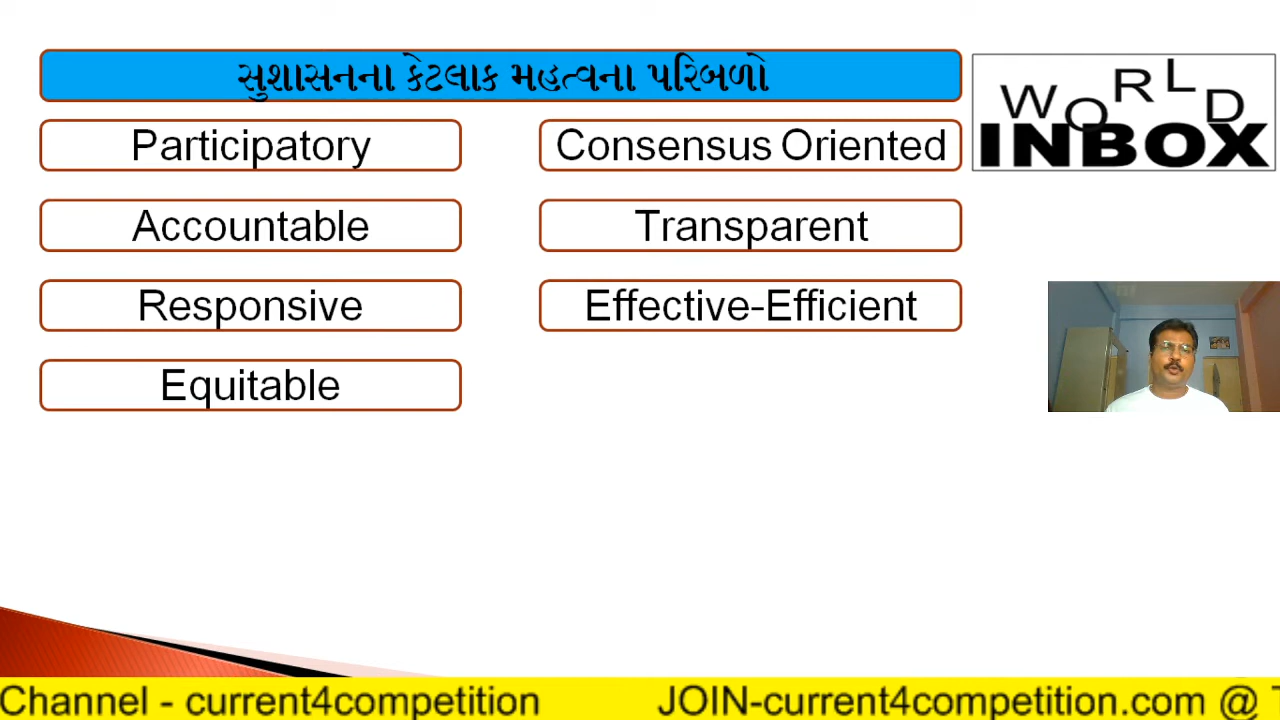 સુશાસનના કેટલાક મહત્વના પરિબળો
WORLD
INBOX
Participatory
Consensus Oriented
Accountable
Transparent
Responsive
Effective-Efficient
Equitable
Channel - current4competition JOIN-current4competition.com @ T